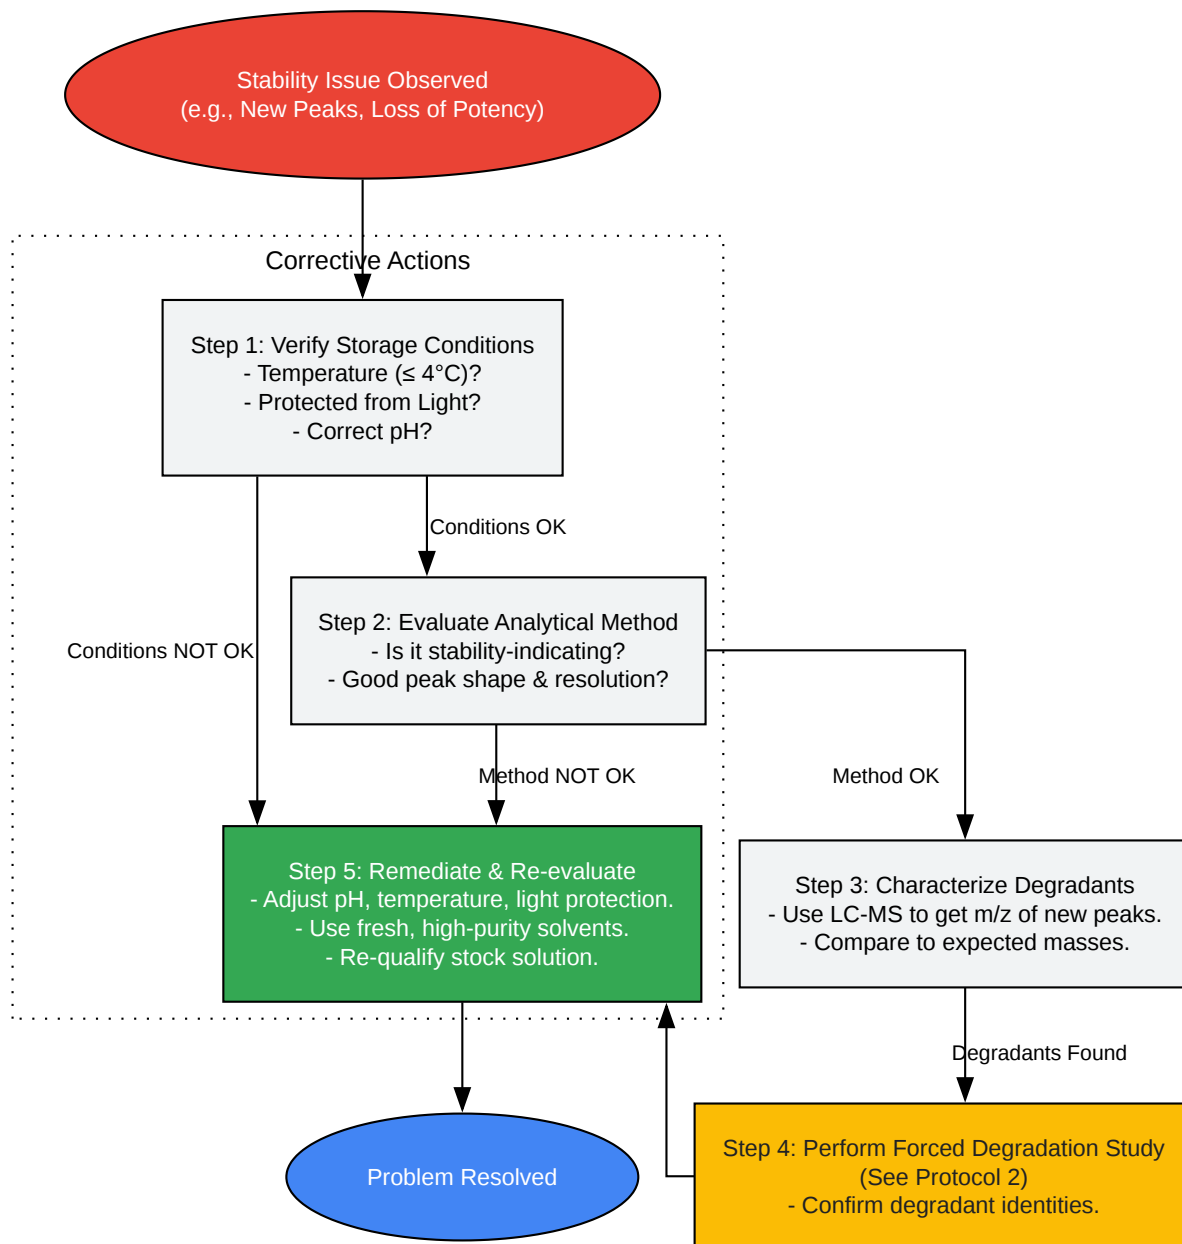 Stability Issue Observed
(e.g., New Peaks, Loss of Potency)
Corrective Actions
Step 1: Verify Storage Conditions
- Temperature (≤ 4°C)?
- Protected from Light?
- Correct pH?
Conditions OK
Conditions NOT OK
Step 2: Evaluate Analytical Method
- Is it stability-indicating?
- Good peak shape & resolution?
Method NOT OK
Method OK
Step 5: Remediate & Re-evaluate
- Adjust pH, temperature, light protection.
- Use fresh, high-purity solvents.
- Re-qualify stock solution.
Step 3: Characterize Degradants
- Use LC-MS to get m/z of new peaks.
- Compare to expected masses.
Degradants Found
Step 4: Perform Forced Degradation Study
(See Protocol 2)
- Confirm degradant identities.
Problem Resolved